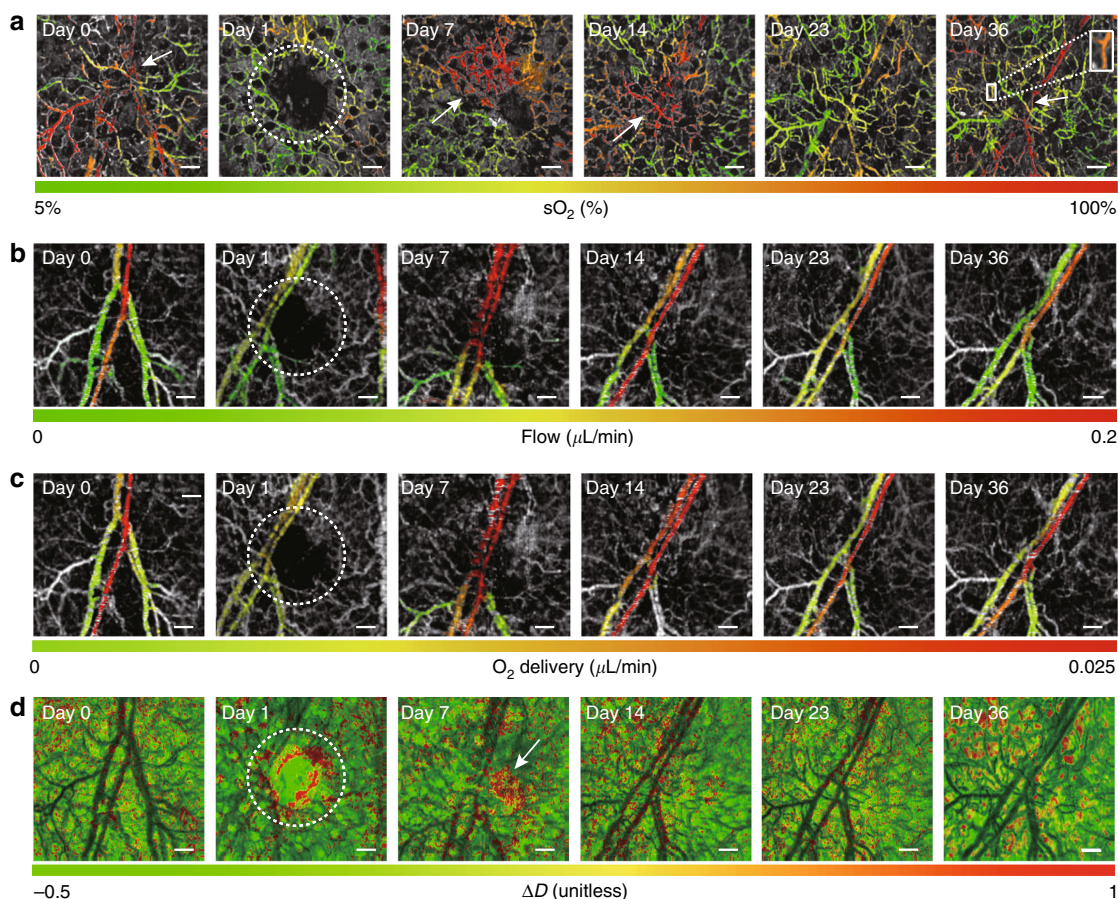 a
Day 0 Day 1 Day 7 Day 14 Day 23 Day 36
5% sO₂ (%) 100%
b
Day 0 Day 1 Day 7 Day 14 Day 23 Day 36
0 Flow (μL/min) 0.2
c
Day 0 Day 1 Day 7 Day 14 Day 23 Day 36
0 O₂ delivery (μL/min) 0.025
d
Day 0 Day 1 Day 7 Day 14 Day 23 Day 36
–0.5 ΔD (unitless) 1